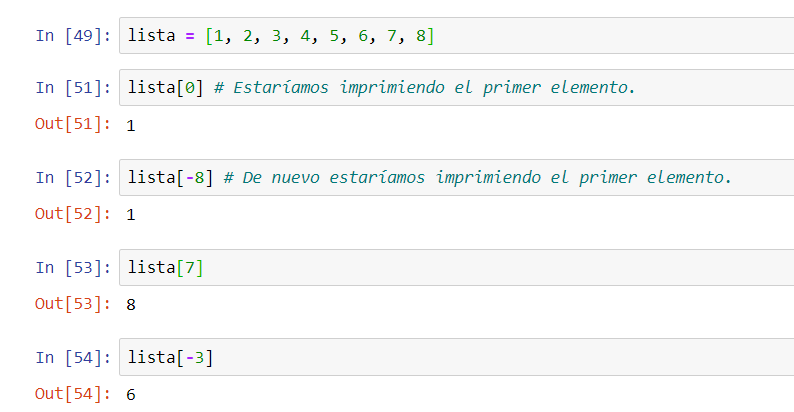 In [49]: lista = [1, 2, 3, 4, 5, 6, 7, 8]
In [51]: lista[0] # Estaríamos imprimiendo el primer elemento.
Out[51]: 1
In [52]: lista[-8] # De nuevo estaríamos imprimiendo el primer elemento.
Out[52]: 1
In [53]: lista[7]
Out[53]: 8
In [54]: lista[-3]
Out[54]: 6